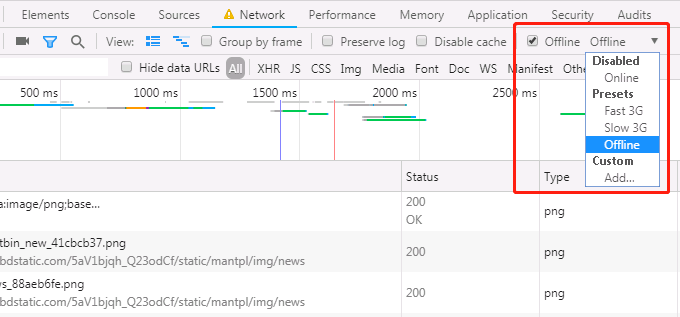 Elements Console Sources Network Performance Memory Application Security Audits
View: Group by frame Preserve log Disable cache Offline Offline
Hide data URLs All XHR JS CSS Img Media Font Doc WS Manifest Othe
Disabled
Online
Presets
Fast 3G
Slow 3G
Offline
Custom
Add...
500 ms 1000 ms 1500 ms 2000 ms 2500 ms
Status Type
a:image/png;base... 200 png
OK
tbin_new_41cbcb37.png 200 png
bdstatic.com/5aV1bjqh_Q23odCf/static/mantpl/img/news
vs_88aeb6fe.png 200 png
bdstatic.com/5aV1bjqh_Q23odCf/static/mantpl/img/news